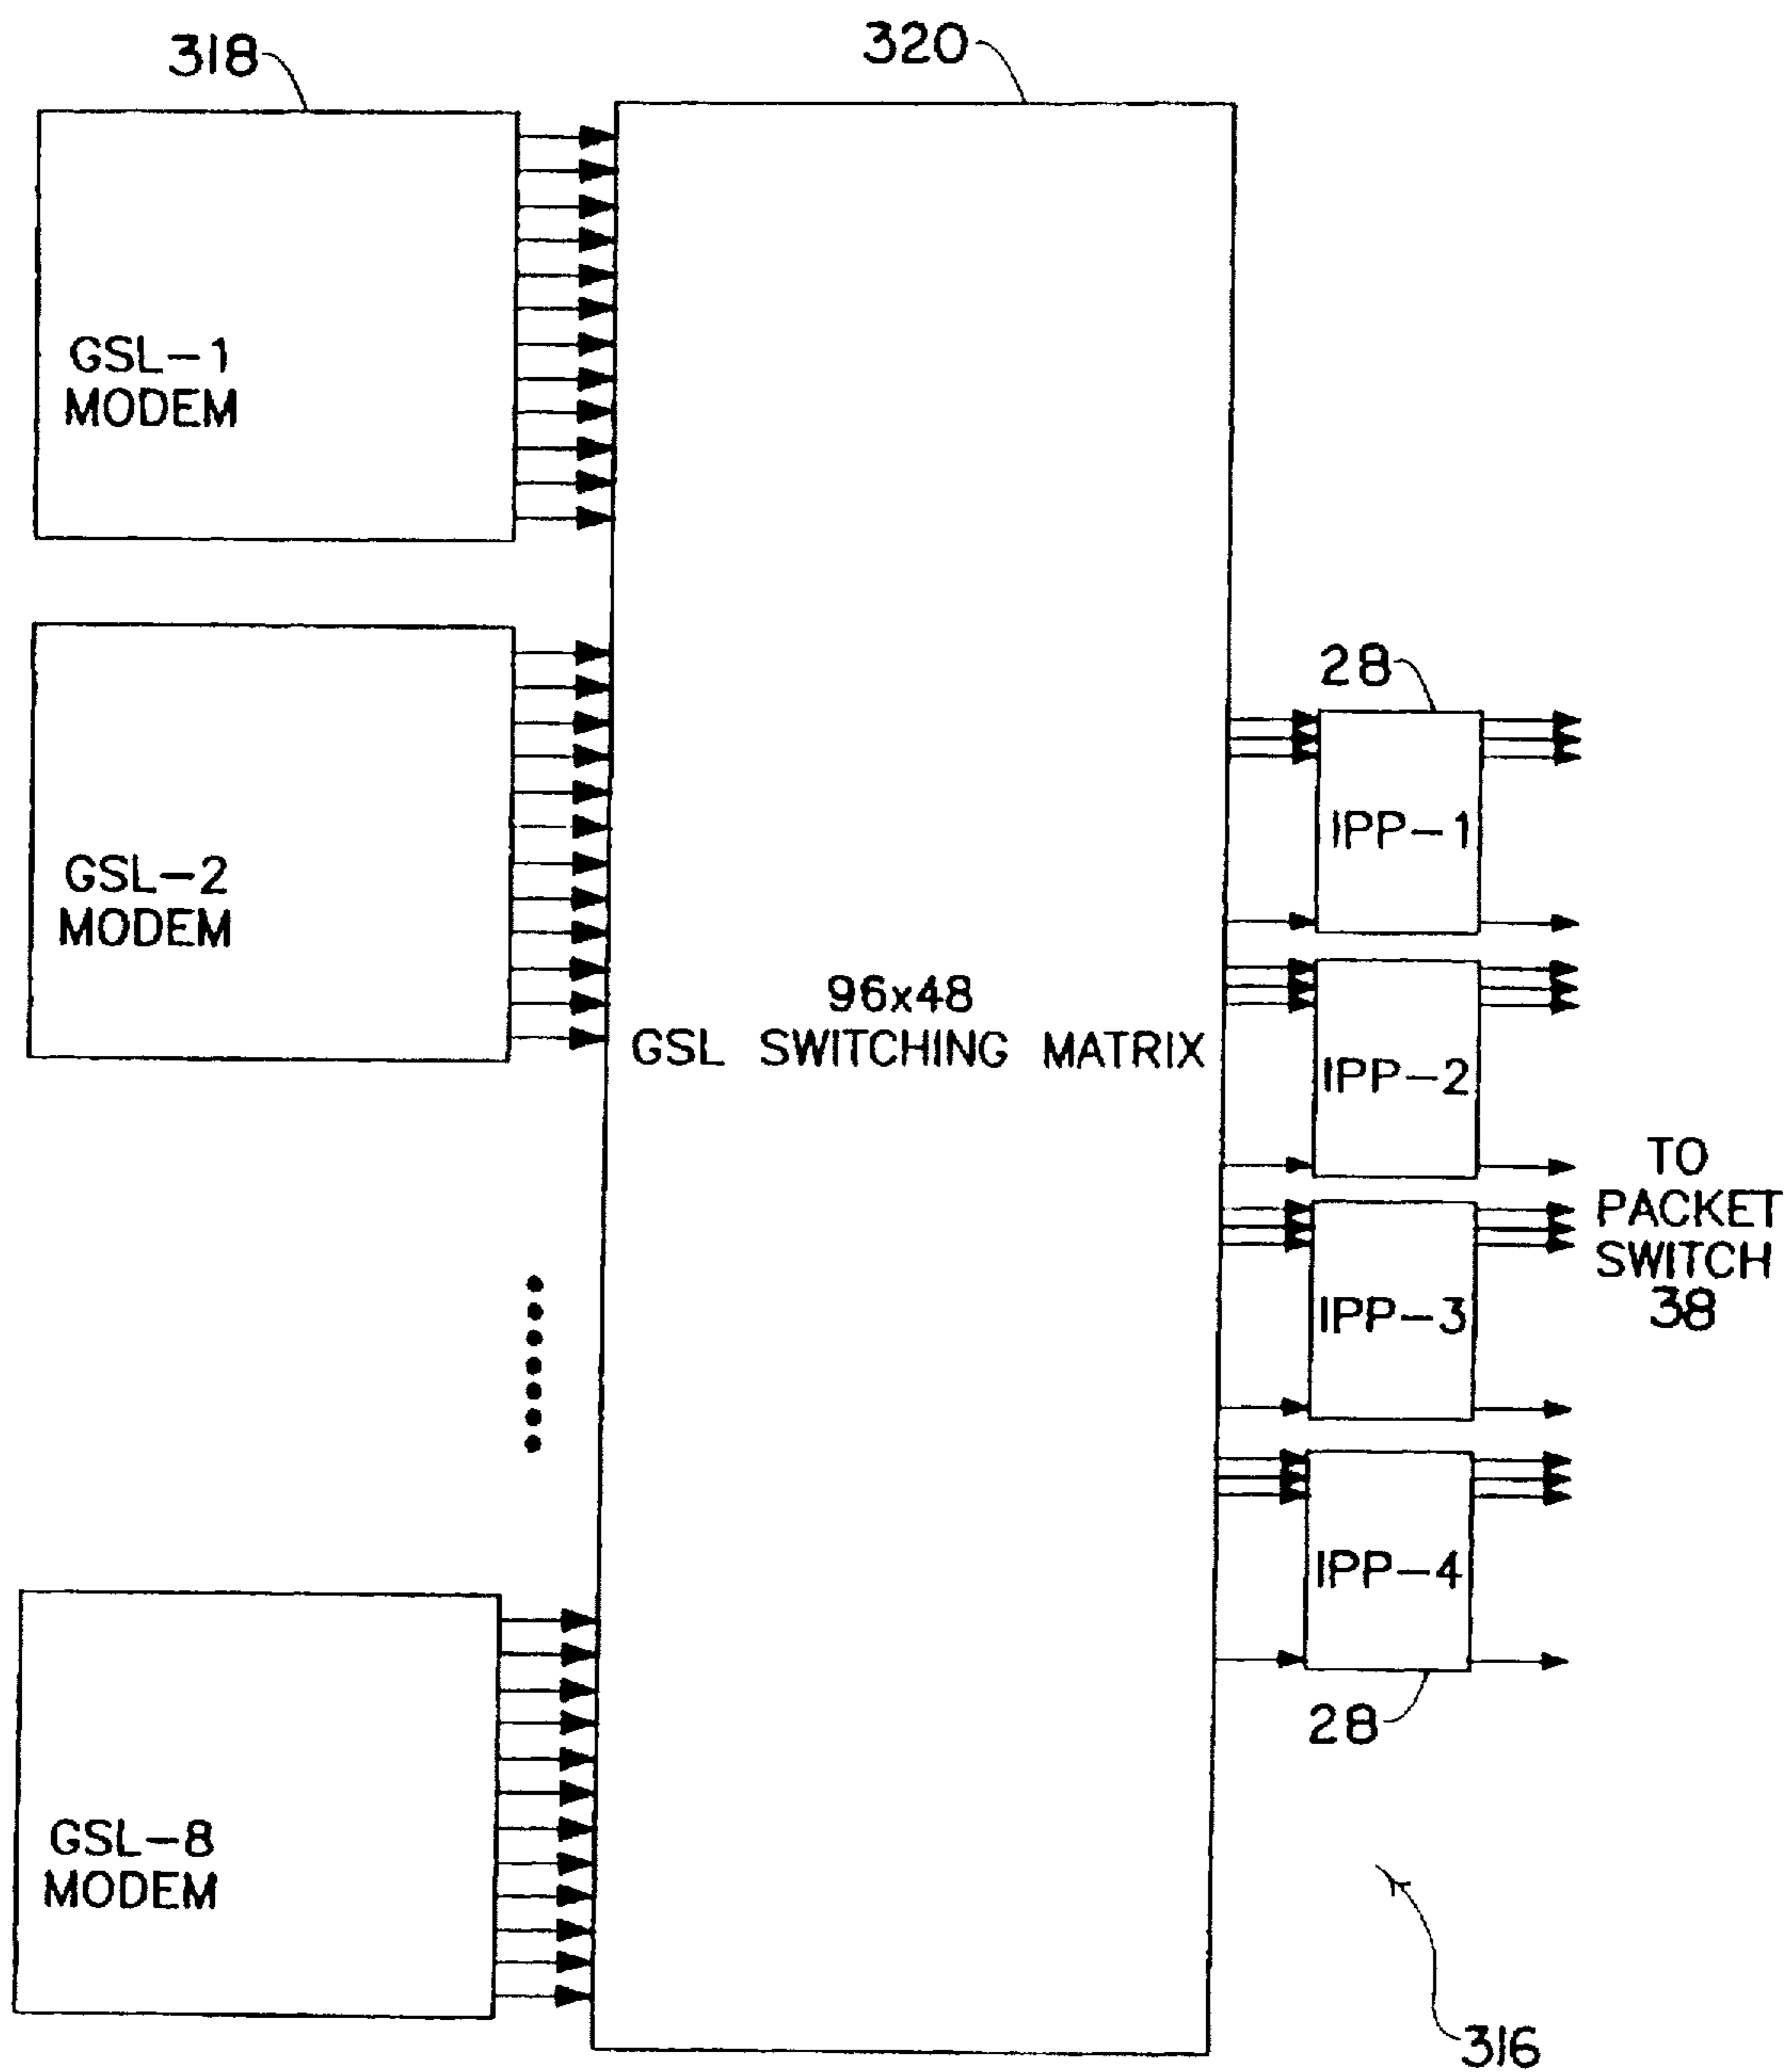 318
320
GSL-1
MODEM
GSL-2
MODEM
96x48
GSL SWITCHING MATRIX
28
IPP-1
IPP-2
TO
PACKET
SWITCH
38
IPP-3
IPP-4
28
GSL-8
MODEM
316